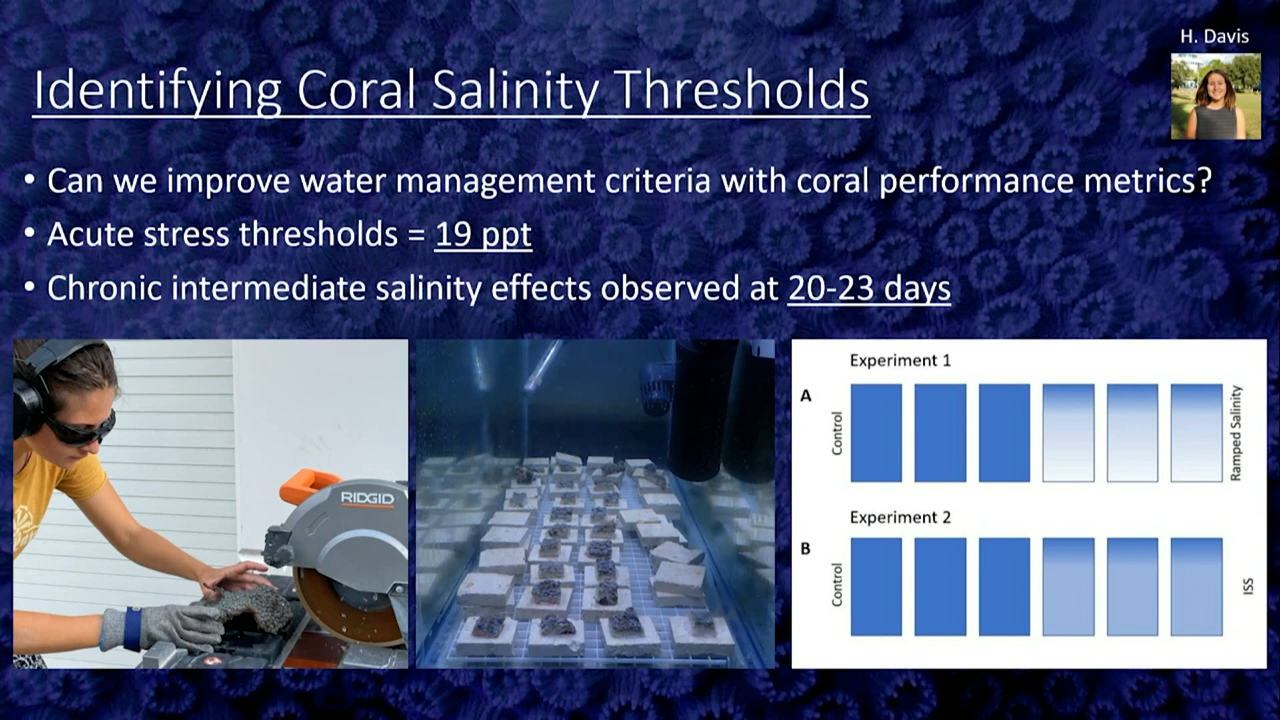 H. Davis
Identifying Coral Salinity Thresholds
• Can we improve water management criteria with coral performance metrics?
• Acute stress thresholds = 19 ppt
• Chronic intermediate salinity effects observed at 20-23 days
RIDGID
Experiment 1
A
Control
Ramped Salinity
Experiment 2
B
Control
ISS